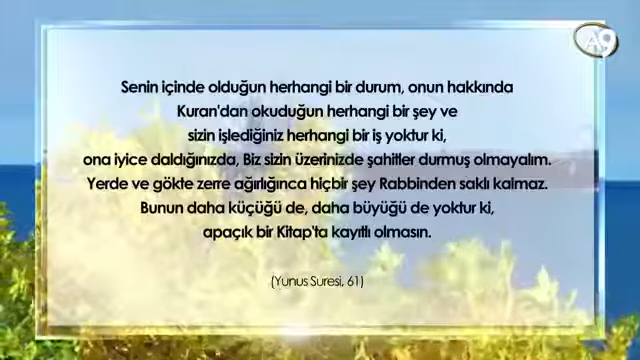 A9
Senin içinde olduğun herhangi bir durum, onun hakkında
Kuran'dan okuduğun herhangi bir şey ve
sizin işlediğiniz herhangi bir iş yoktur ki,
ona iyice daldığınızda, Biz sizin üzerinizde şahitler durmuş olmayalım.
Yerde ve gökte zerre ağırlığınca hiçbir şey Rabbinden saklı kalmaz.
Bunun daha küçüğü de, daha büyüğü de yoktur ki,
apaçık bir Kitap'ta kayıtlı olmasın.
(Yunus Suresi, 61)